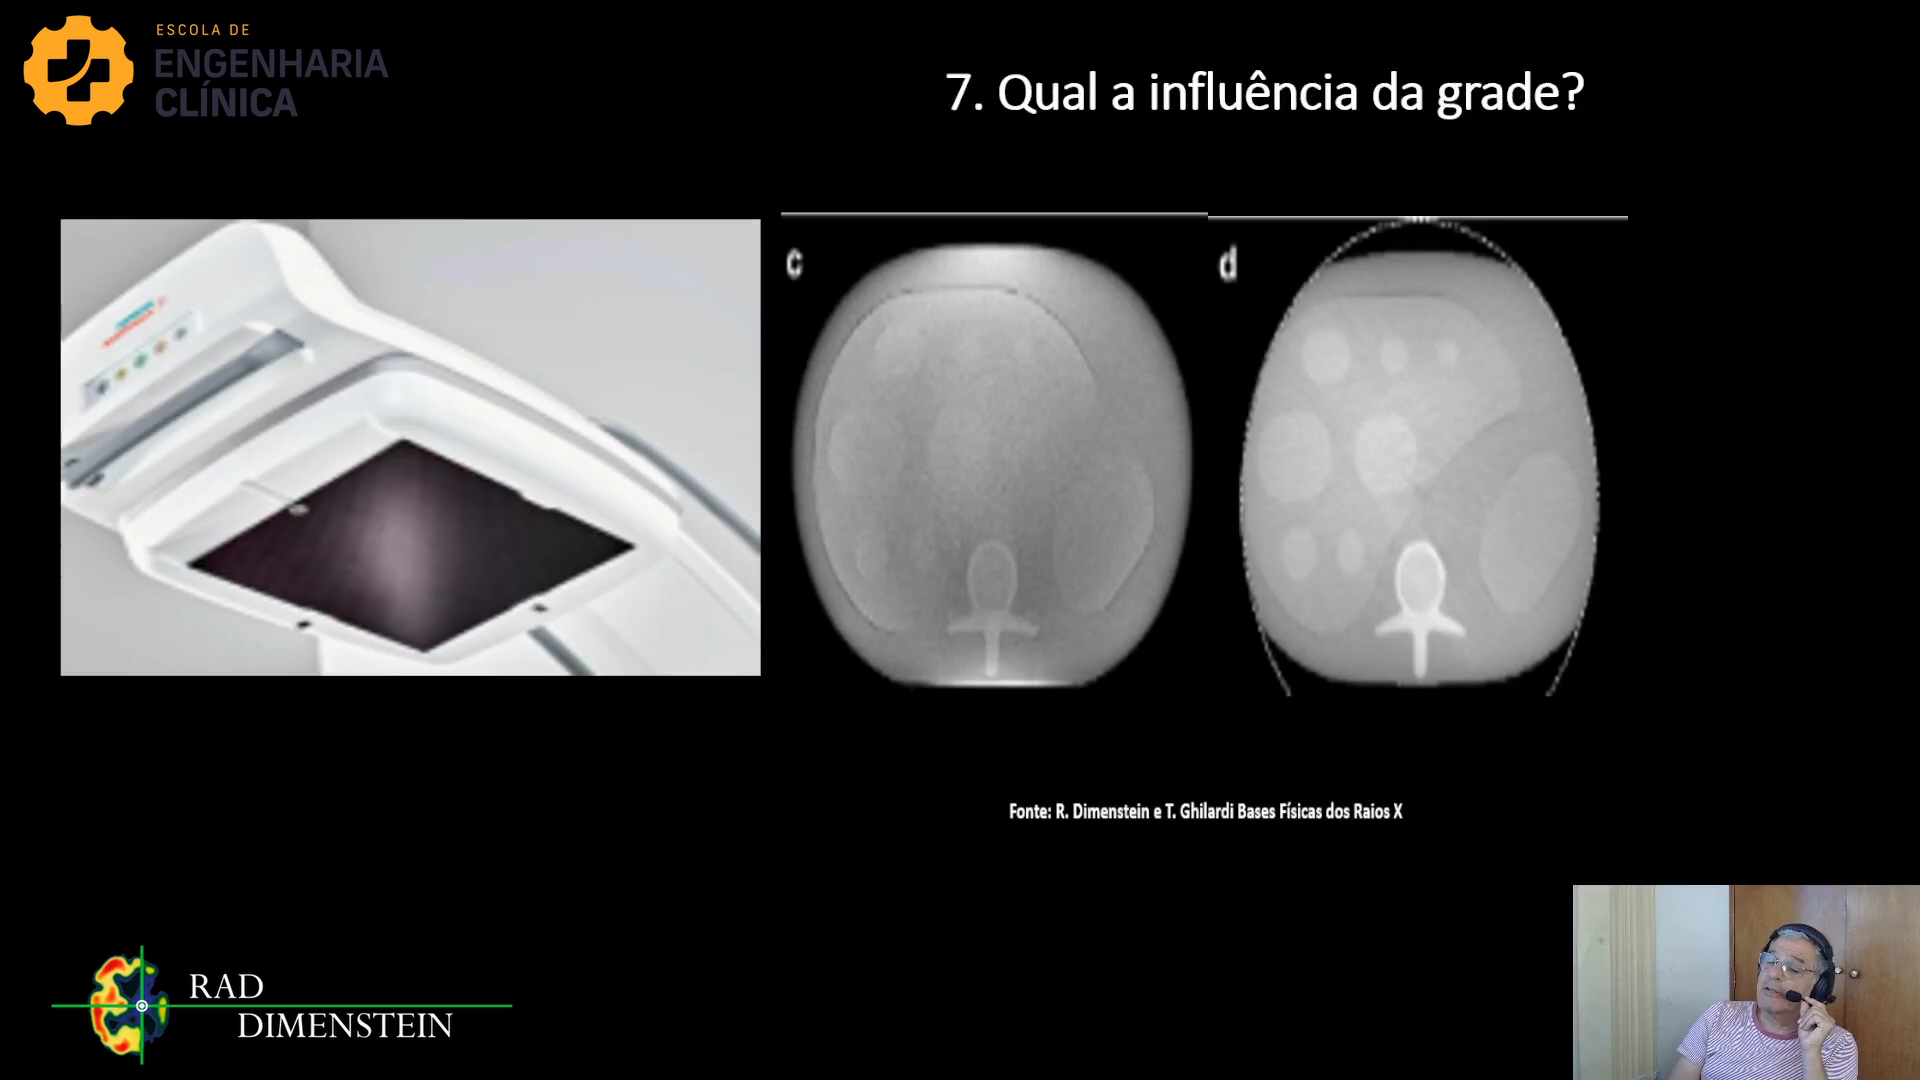 ESCOLA DE
ENGENHARIA
CLÍNICA
7. Qual a influência da grade?
c
d
Fonte: R. Dimenstein e T. Ghilardi Bases Físicas dos Raios X
RAD
DIMENSTEIN